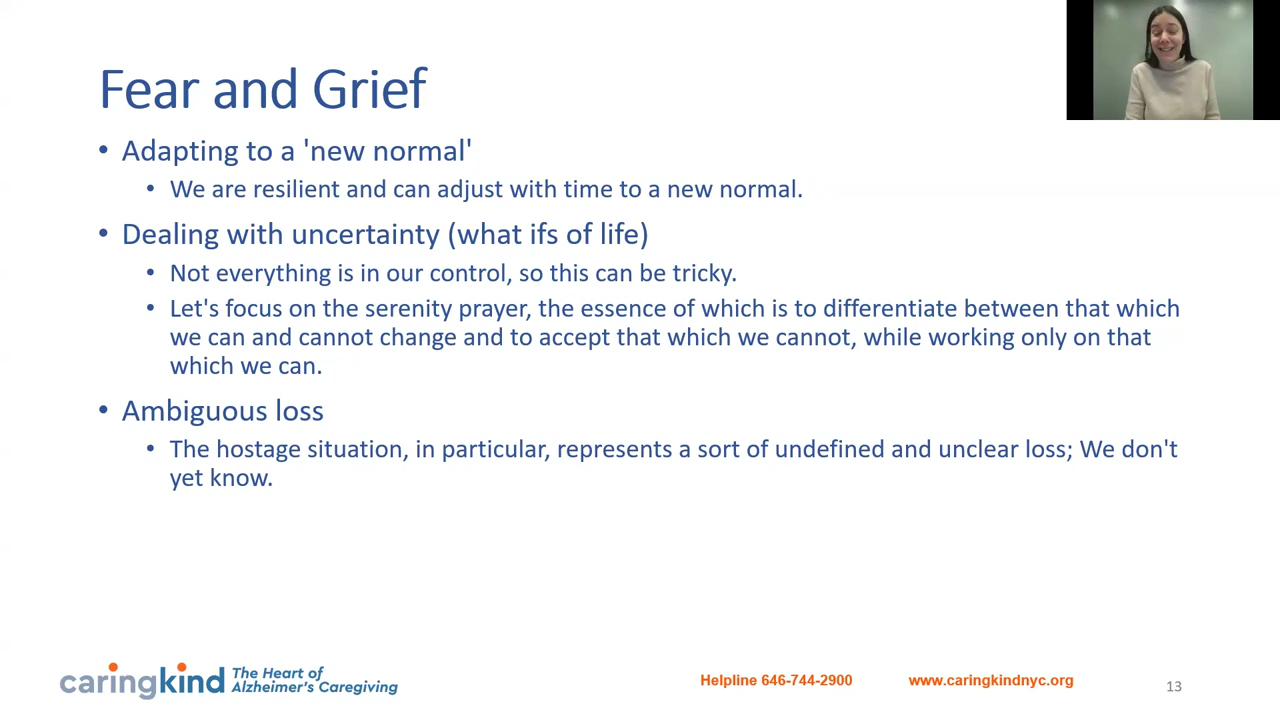 Fear and Grief
• Adapting to a 'new normal'
• We are resilient and can adjust with time to a new normal.
• Dealing with uncertainty (what ifs of life)
• Not everything is in our control, so this can be tricky.
• Let's focus on the serenity prayer, the essence of which is to differentiate between that which
we can and cannot change and to accept that which we cannot, while working only on that
which we can.
• Ambiguous loss
• The hostage situation, in particular, represents a sort of undefined and unclear loss; We don't
yet know.
caringkind
The Heart of
Alzheimer's Caregiving
Helpline 646-744-2900
www.caringkindnyc.org
13